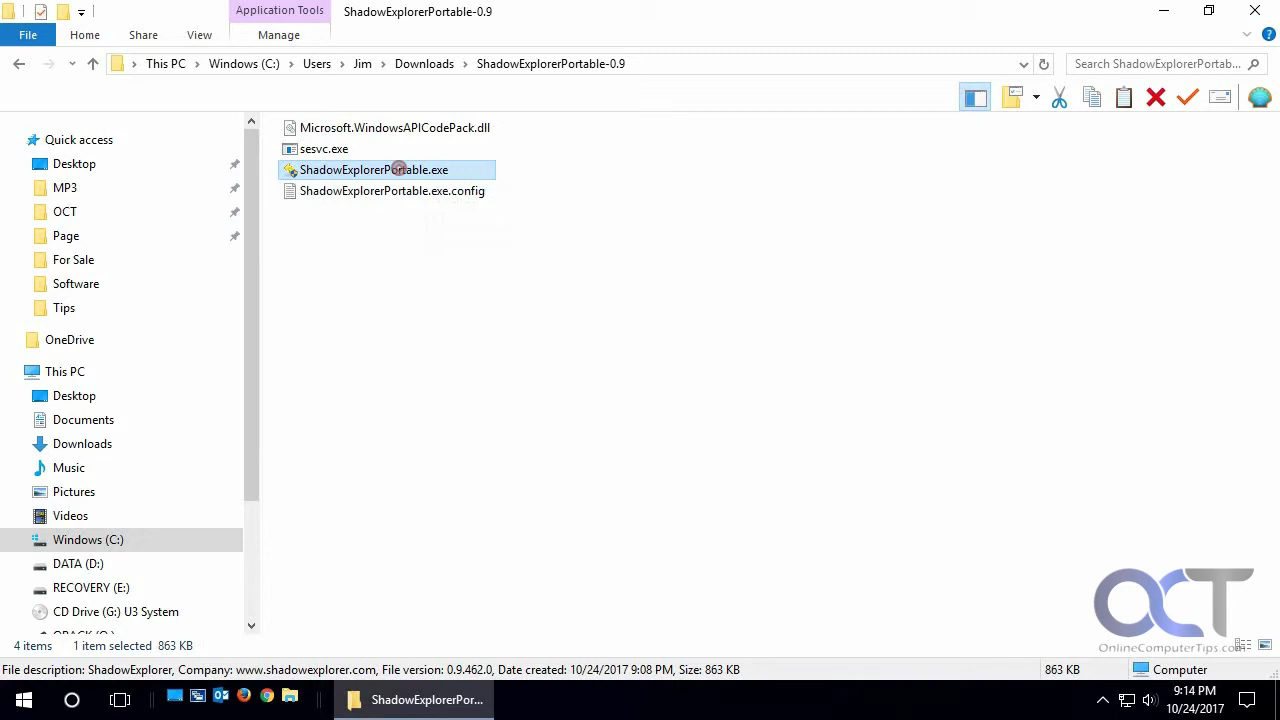 Application Tools
ShadowExplorerPortable-0.9
File
Home
Share
View
Manage
This PC
Windows (C:)
Users
Jim
Downloads
ShadowExplorerPortable-0.9
Search ShadowExplorerPortab...
Quick access
Desktop
MP3
OCT
Page
For Sale
Software
Tips
OneDrive
This PC
Desktop
Documents
Downloads
Music
Pictures
Videos
Windows (C:)
DATA (D:)
RECOVERY (E:)
CD Drive (G:) U3 System
Microsoft.WindowsAPICodePack.dll
sesvc.exe
ShadowExplorerPortable.exe
ShadowExplorerPortable.exe.config
OCT
OnlineComputerTips.com
4 items
1 item selected 863 KB
File description: ShadowExplorer, Company: www.shadowexplorer.com, File version: 0.9.462.0, Date created: 10/24/2017 9:08 PM, Size: 863 KB
863 KB
Computer
ShadowExplorerPor...
9:14 PM
10/24/2017